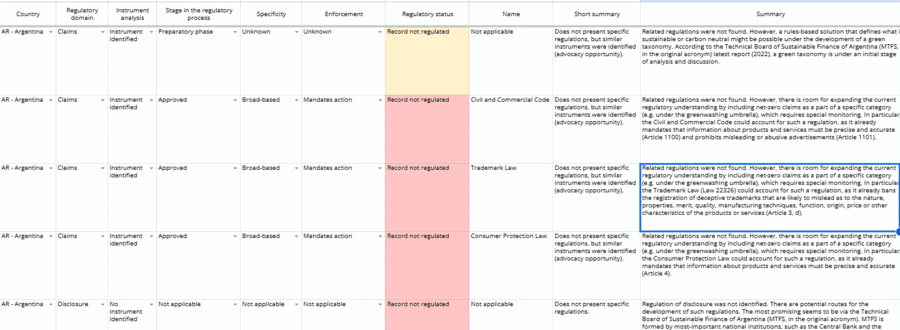 Country
Regulatory domain
Instrument analysis
Stage in the regulatory process
Specificity
Enforcement
Regulatory status
Name
Short summary
Summary
AR - Argentina
Claims
Instrument identified
Preparatory phase
Unknown
Unknown
Record not regulated
Not applicable
Does not present specific
regulations, but similar
instruments were identified
(advocacy opportunity).
Related regulations were not found. However, a rules-based solution that defines what i
sustainable or carbon neutral might be possible under the development of a green
taxonomy. According to the Technical Board of Sustainable Finance of Argentina (MTFS,
in the original acronym) latest report (2022), a green taxonomy is under an initial stage
of analysis and discussion.
AR - Argentina
Claims
Instrument identified
Approved
Broad-based
Mandates action
Record not regulated
Civil and Commercial Code
Does not present specific
regulations, but similar
instruments were identified
(advocacy opportunity).
Related regulations were not found. However, there is room for expanding the current
regulatory understanding by including net-zero claims as a part of a specific category
(e.g. under the greenwashing umbrella), which requires special monitoring. In particular
the Civil and Commercial Code could account for such a regulation, as it already
mandates that information about products and services must be precise and accurate
(Article 1100) and prohibits misleading or abusive advertisements (Article 1101).
AR - Argentina
Claims
Instrument identified
Approved
Broad-based
Mandates action
Record not regulated
Trademark Law
Does not present specific
regulations, but similar
instruments were identified
(advocacy opportunity).
Related regulations were not found. However, there is room for expanding the current
regulatory understanding by including net-zero claims as a part of a specific category
(e.g. under the greenwashing umbrella), which requires special monitoring. In particular
the Trademark Law (Law 22326) could account for such a regulation, as it already bans
the registration of deceptive trademarks that are likely to mislead as to the nature,
properties, merit, quality, manufacturing techniques, function, origin, price or other
characteristics of the products or services (Article 3, d).
AR - Argentina
Claims
Instrument identified
Approved
Broad-based
Mandates action
Record not regulated
Consumer Protection Law
Does not present specific
regulations, but similar
instruments were identified
(advocacy opportunity).
Related regulations were not found. However, there is room for expanding the current
regulatory understanding by including net-zero claims as a part of a specific category
(e.g. under the greenwashing umbrella), which requires special monitoring. In particular
the Consumer Protection Law could account for such a regulation, as it already
mandates that information about products and services must be precise and accurate
(Article 4).
AR - Argentina
Disclosure
No instrument identified
Not applicable
Not applicable
Not applicable
Record not regulated
Not applicable
Does not present specific
regulations.
Regulation of disclosure was not identified. There are potential routes for the
development of such regulations. The most promising seems to be via the Technical
Board of Sustainable Finance of Argentina (MTFS, in the original acronym). MTFS is
formed by most-important national institutions, such as the Central Bank and the